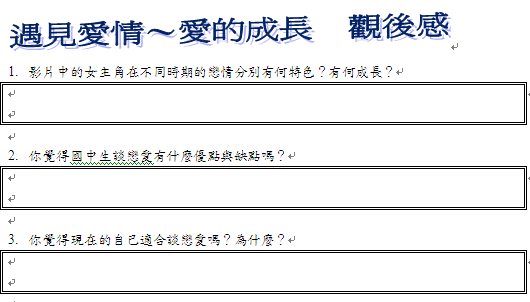 遇見愛情～愛的成長　觀後感
1. 影片中的女主角在不同時期的戀情分別有何特色？有何成長？
2. 你覺得國中生談戀愛有什麼優點與缺點嗎？
3. 你覺得現在的自己適合談戀愛嗎？為什麼？